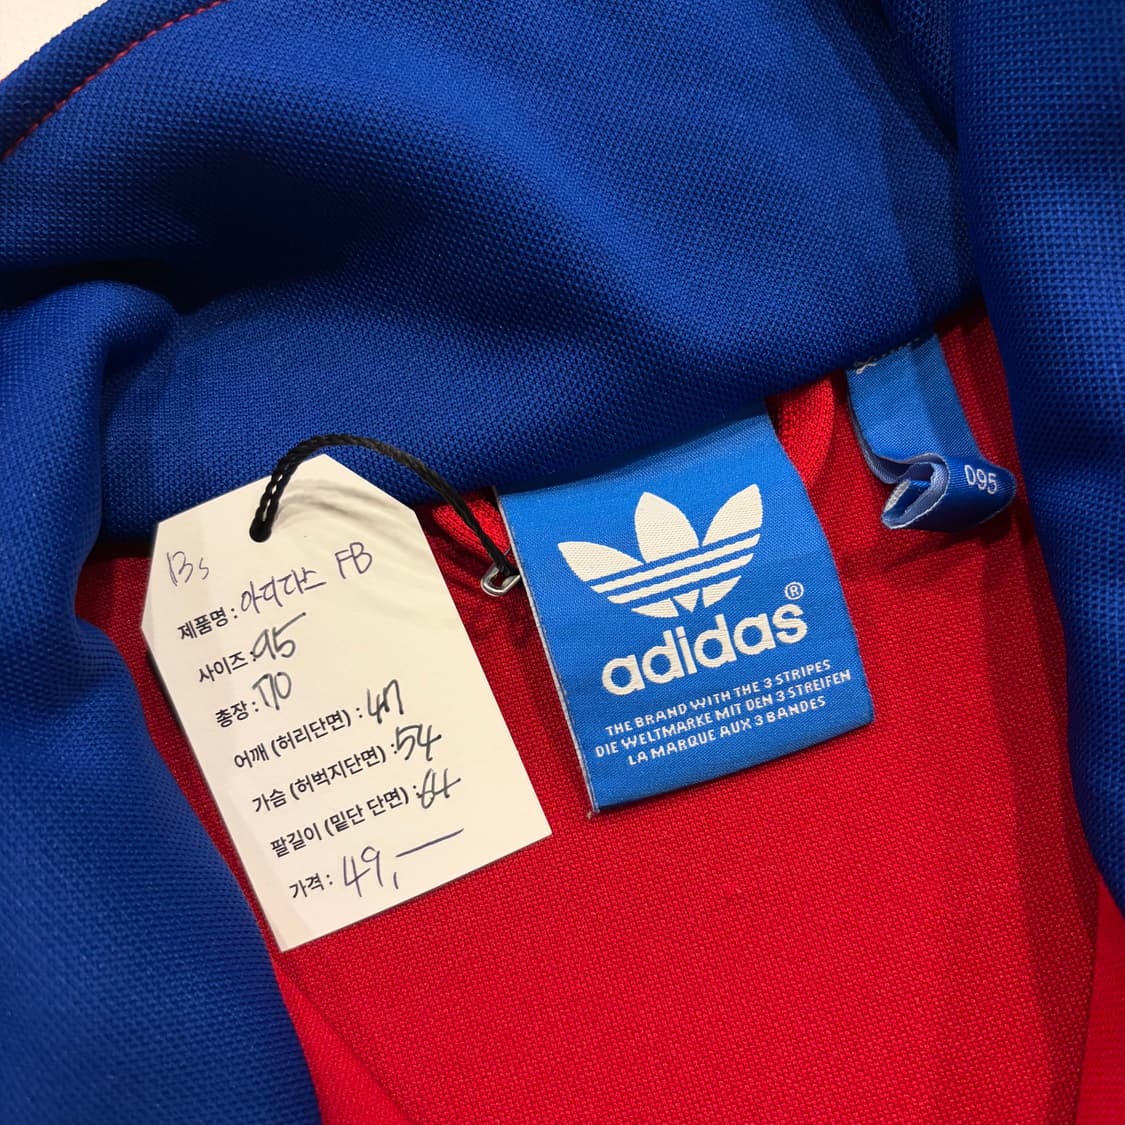 Bs
제품명 : 아디다스 FB
사이즈 : 95
총장 : 70
어깨 (허리단면) : 47
가슴 (허벅지단면) : 54
팔길이 (밑단 단면) : 64
가격 : 49,—
adidas®
THE BRAND WITH THE 3 STRIPES
DIE WELTMARKE MIT DEN 3 STREIFEN
LA MARQUE AUX 3 BANDES
D95